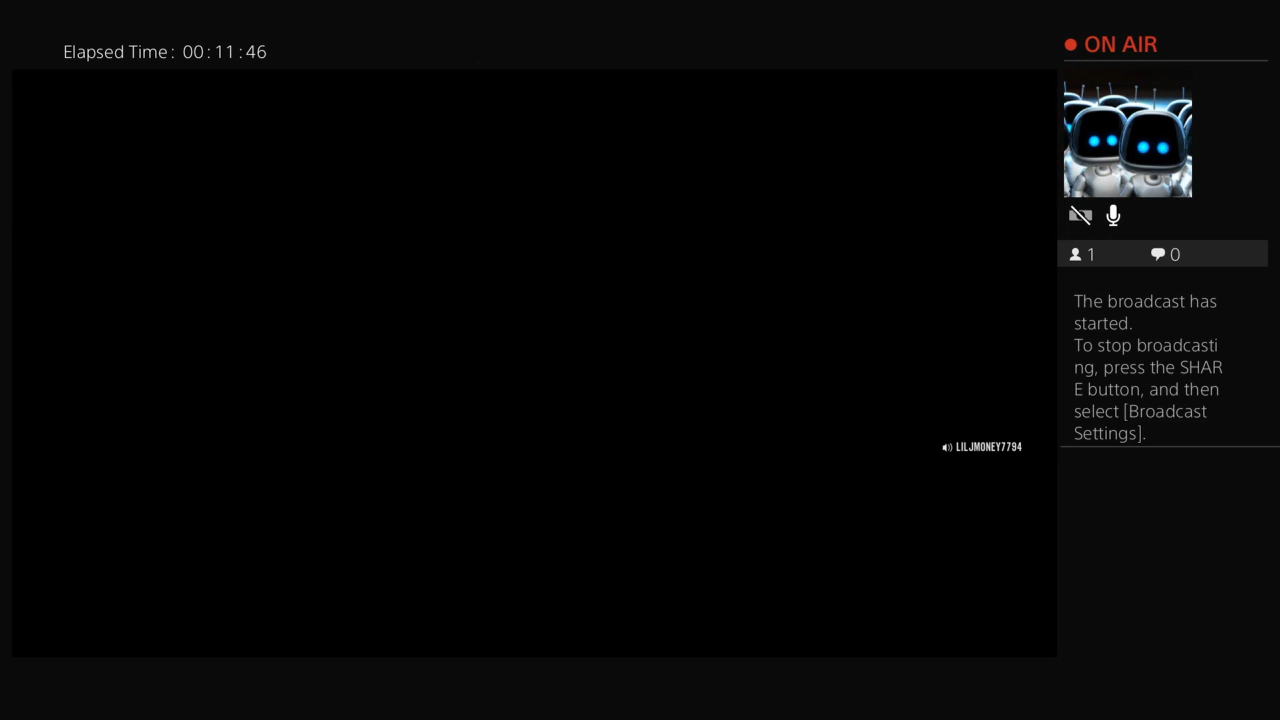 Elapsed Time: 00:11:46
ON AIR
1 0
The broadcast has
started.
To stop broadcasti
ng, press the SHAR
E button, and then
select [Broadcast
Settings].
LILJMONEY7794